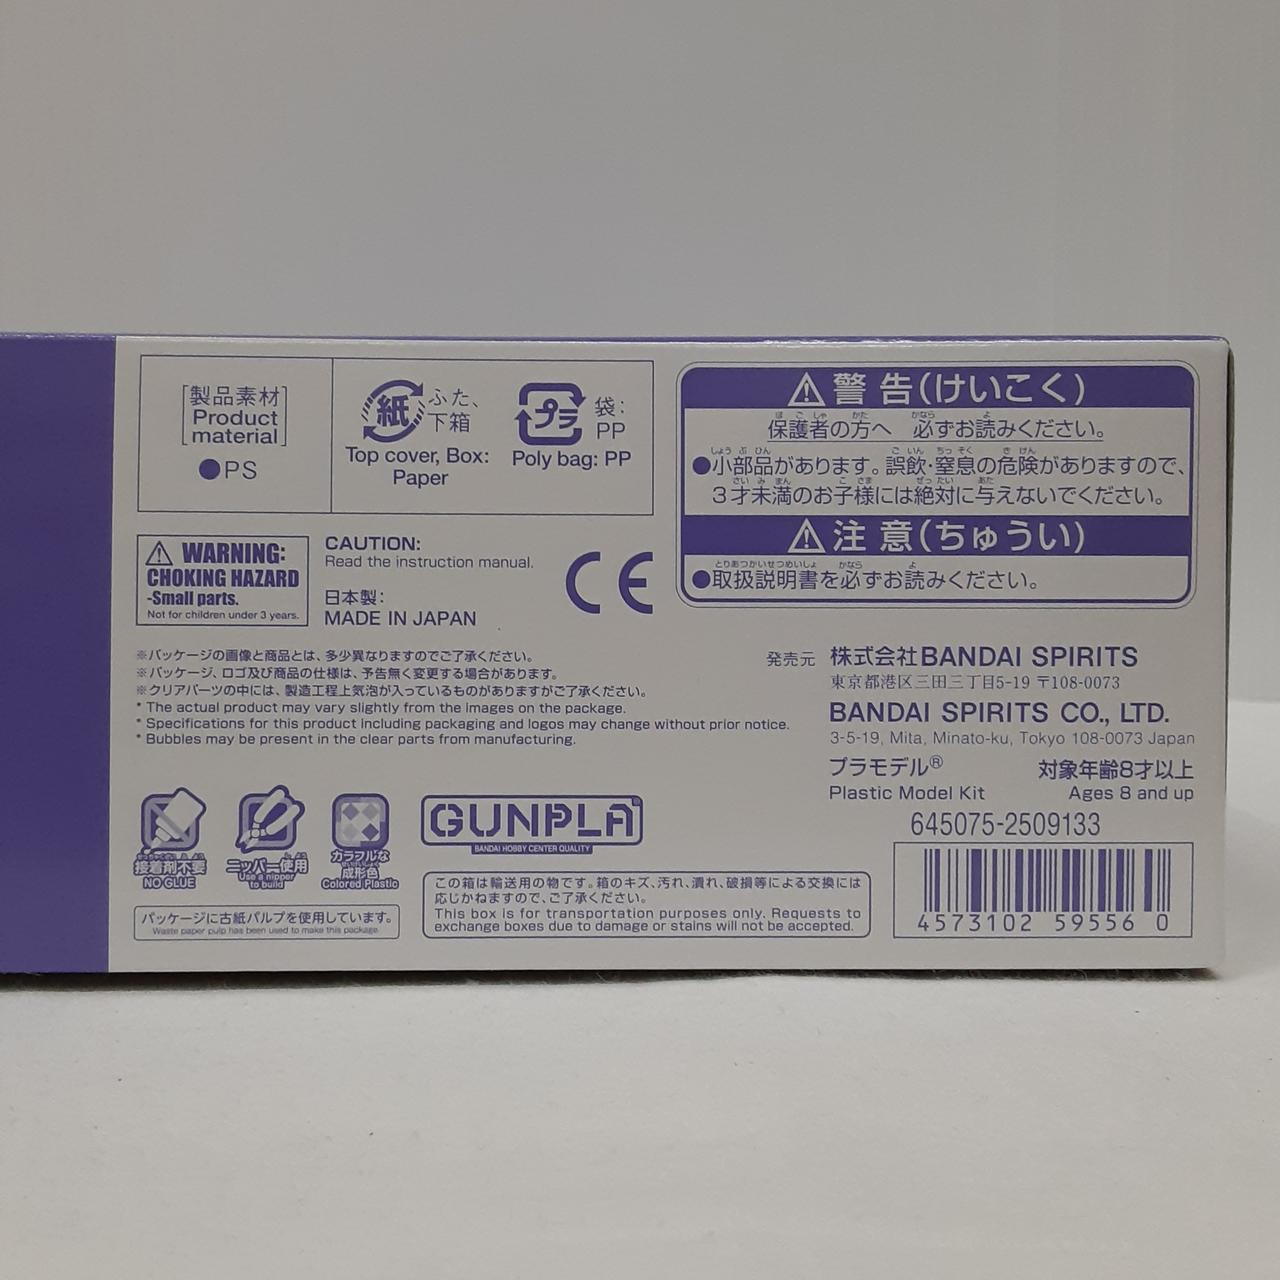 [製品素材
Product
material]
●PS
紙
ふた、
下箱
Top cover, Box:
Paper
プラ
袋:
PP
Poly bag: PP
警告(けいこく)
保護者の方へ 必ずお読みください。
●小部品があります。誤飲・窒息の危険がありますので、
3才未満のお子様には絶対に与えないでください。
注意(ちゅうい)
●取扱説明書を必ずお読みください。
WARNING:
CHOKING HAZARD
-Small parts.
Not for children under 3 years.
CAUTION:
Read the instruction manual.
日本製:
MADE IN JAPAN
CE
※パッケージの画像と商品とは、多少異なりますのでご了承ください。
※パッケージ、ロゴ及び商品の仕様は、予告無く変更する場合があります。
※クリアパーツの中には、製造工程上気泡が入っているものがありますがご了承ください。
* The actual product may vary slightly from the images on the package.
* Specifications for this product including packaging and logos may change without prior notice.
* Bubbles may be present in the clear parts from manufacturing.
発売元 株式会社BANDAI SPIRITS
東京都港区三田三丁目5-19 〒108-0073
BANDAI SPIRITS CO., LTD.
3-5-19, Mita, Minato-ku, Tokyo 108-0073 Japan
プラモデル® 対象年齢8才以上
Plastic Model Kit Ages 8 and up
645075-2509133
4573102 59556 0
接着剤不要
NO GLUE
ニッパー使用
Use a nipper
to build
カラフルな
成形色
Colored Plastic
GUNPLA
BANDAI HOBBY CENTER QUALITY
パッケージに古紙パルプを使用しています。
Waste paper pulp has been used to make this package.
この箱は輸送用の物です。箱のキズ、汚れ、潰れ、破損等による交換には
応じかねますので、ご了承ください。
This box is for transportation purposes only. Requests to
exchange boxes due to damage or stains will not be accepted.